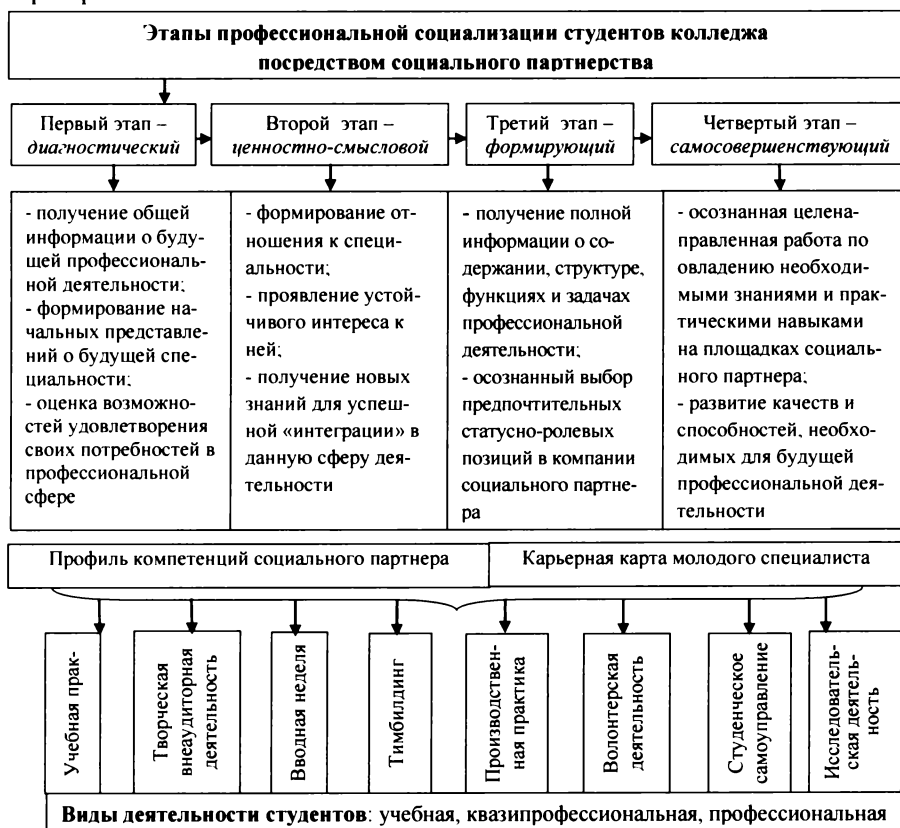 Этапы профессиональной социализации студентов колледжа
посредством социального партнерства
Первый этап –
диагностический
Второй этап –
ценностно-смысловой
Третий этап –
формирующий
Четвертый этап –
самосовершенствующий
- получение общей
информации о буду-
щей профессиональ-
ной деятельности;
- формирование на-
чальных представле-
ний о будущей спе-
циальности;
- оценка возможно-
стей удовлетворения
своих потребностей в
профессиональной
сфере
- формирование от-
ношения к специ-
альности;
- проявление устой-
чивого интереса к
ней;
- получение новых
знаний для успеш-
ной «интеграции» в
данную сферу дея-
тельности
- получение полной
информации о со-
держании, структуре,
функциях и задачах
профессиональной
деятельности;
- осознанный выбор
предпочтительных
статусно-ролевых
позиций в компании
социального партне-
ра
- осознанная целена-
правленная работа по
овладению необходи-
мыми знаниями и прак-
тическими навыками
на площадках социаль-
ного партнера;
- развитие качеств и
способностей, необхо-
димых для будущей
профессиональной дея-
тельности
Профиль компетенций социального партнера
Карьерная карта молодого специалиста
Учебная прак-
Творческая
внеаудиторная
деятельность
Вводная неделя
Тимбилдинг
Производствен-
ная практика
Волонтерская
деятельность
Студенческое
самоуправление
Исследователь-
ская деятель-
ность
Виды деятельности студентов: учебная, квазипрофессиональная, профессиональная